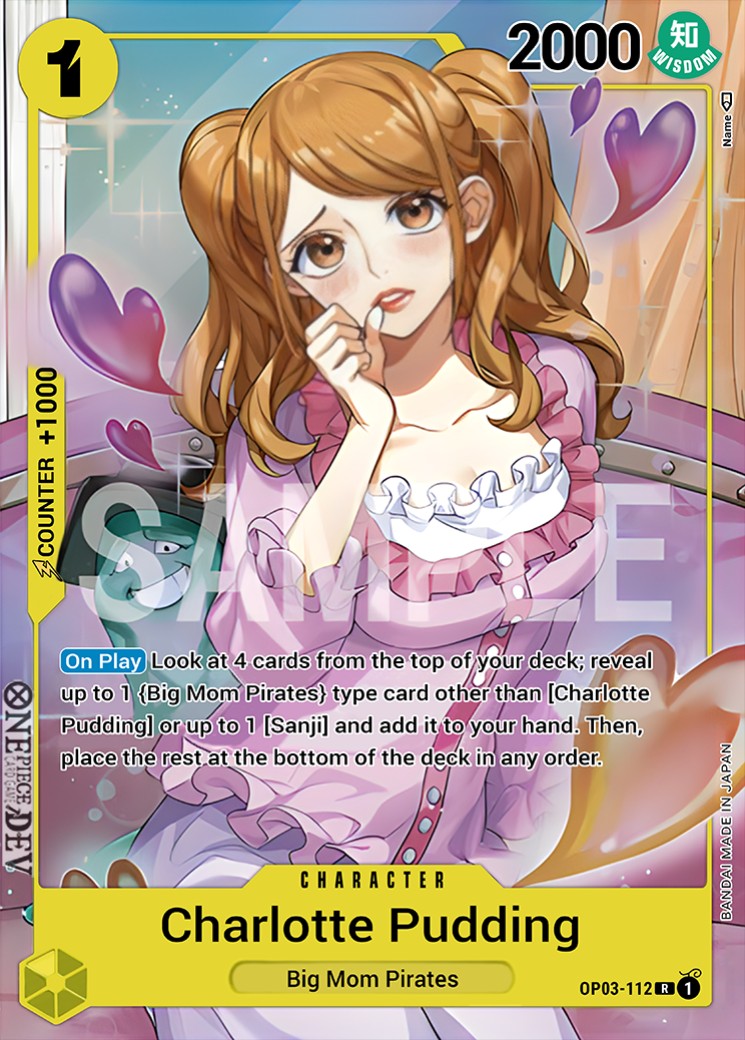 1
2000
知
WISDOM
Name
COUNTER +1000
SAMPLE
On Play Look at 4 cards from the top of your deck; reveal
up to 1 {Big Mom Pirates} type card other than [Charlotte
Pudding] or up to 1 [Sanji] and add it to your hand. Then,
place the rest at the bottom of the deck in any order.
ONE PIECE DEV
BANDAI MADE IN JAPAN
CHARACTER
Charlotte Pudding
Big Mom Pirates
OP03-112 R 1